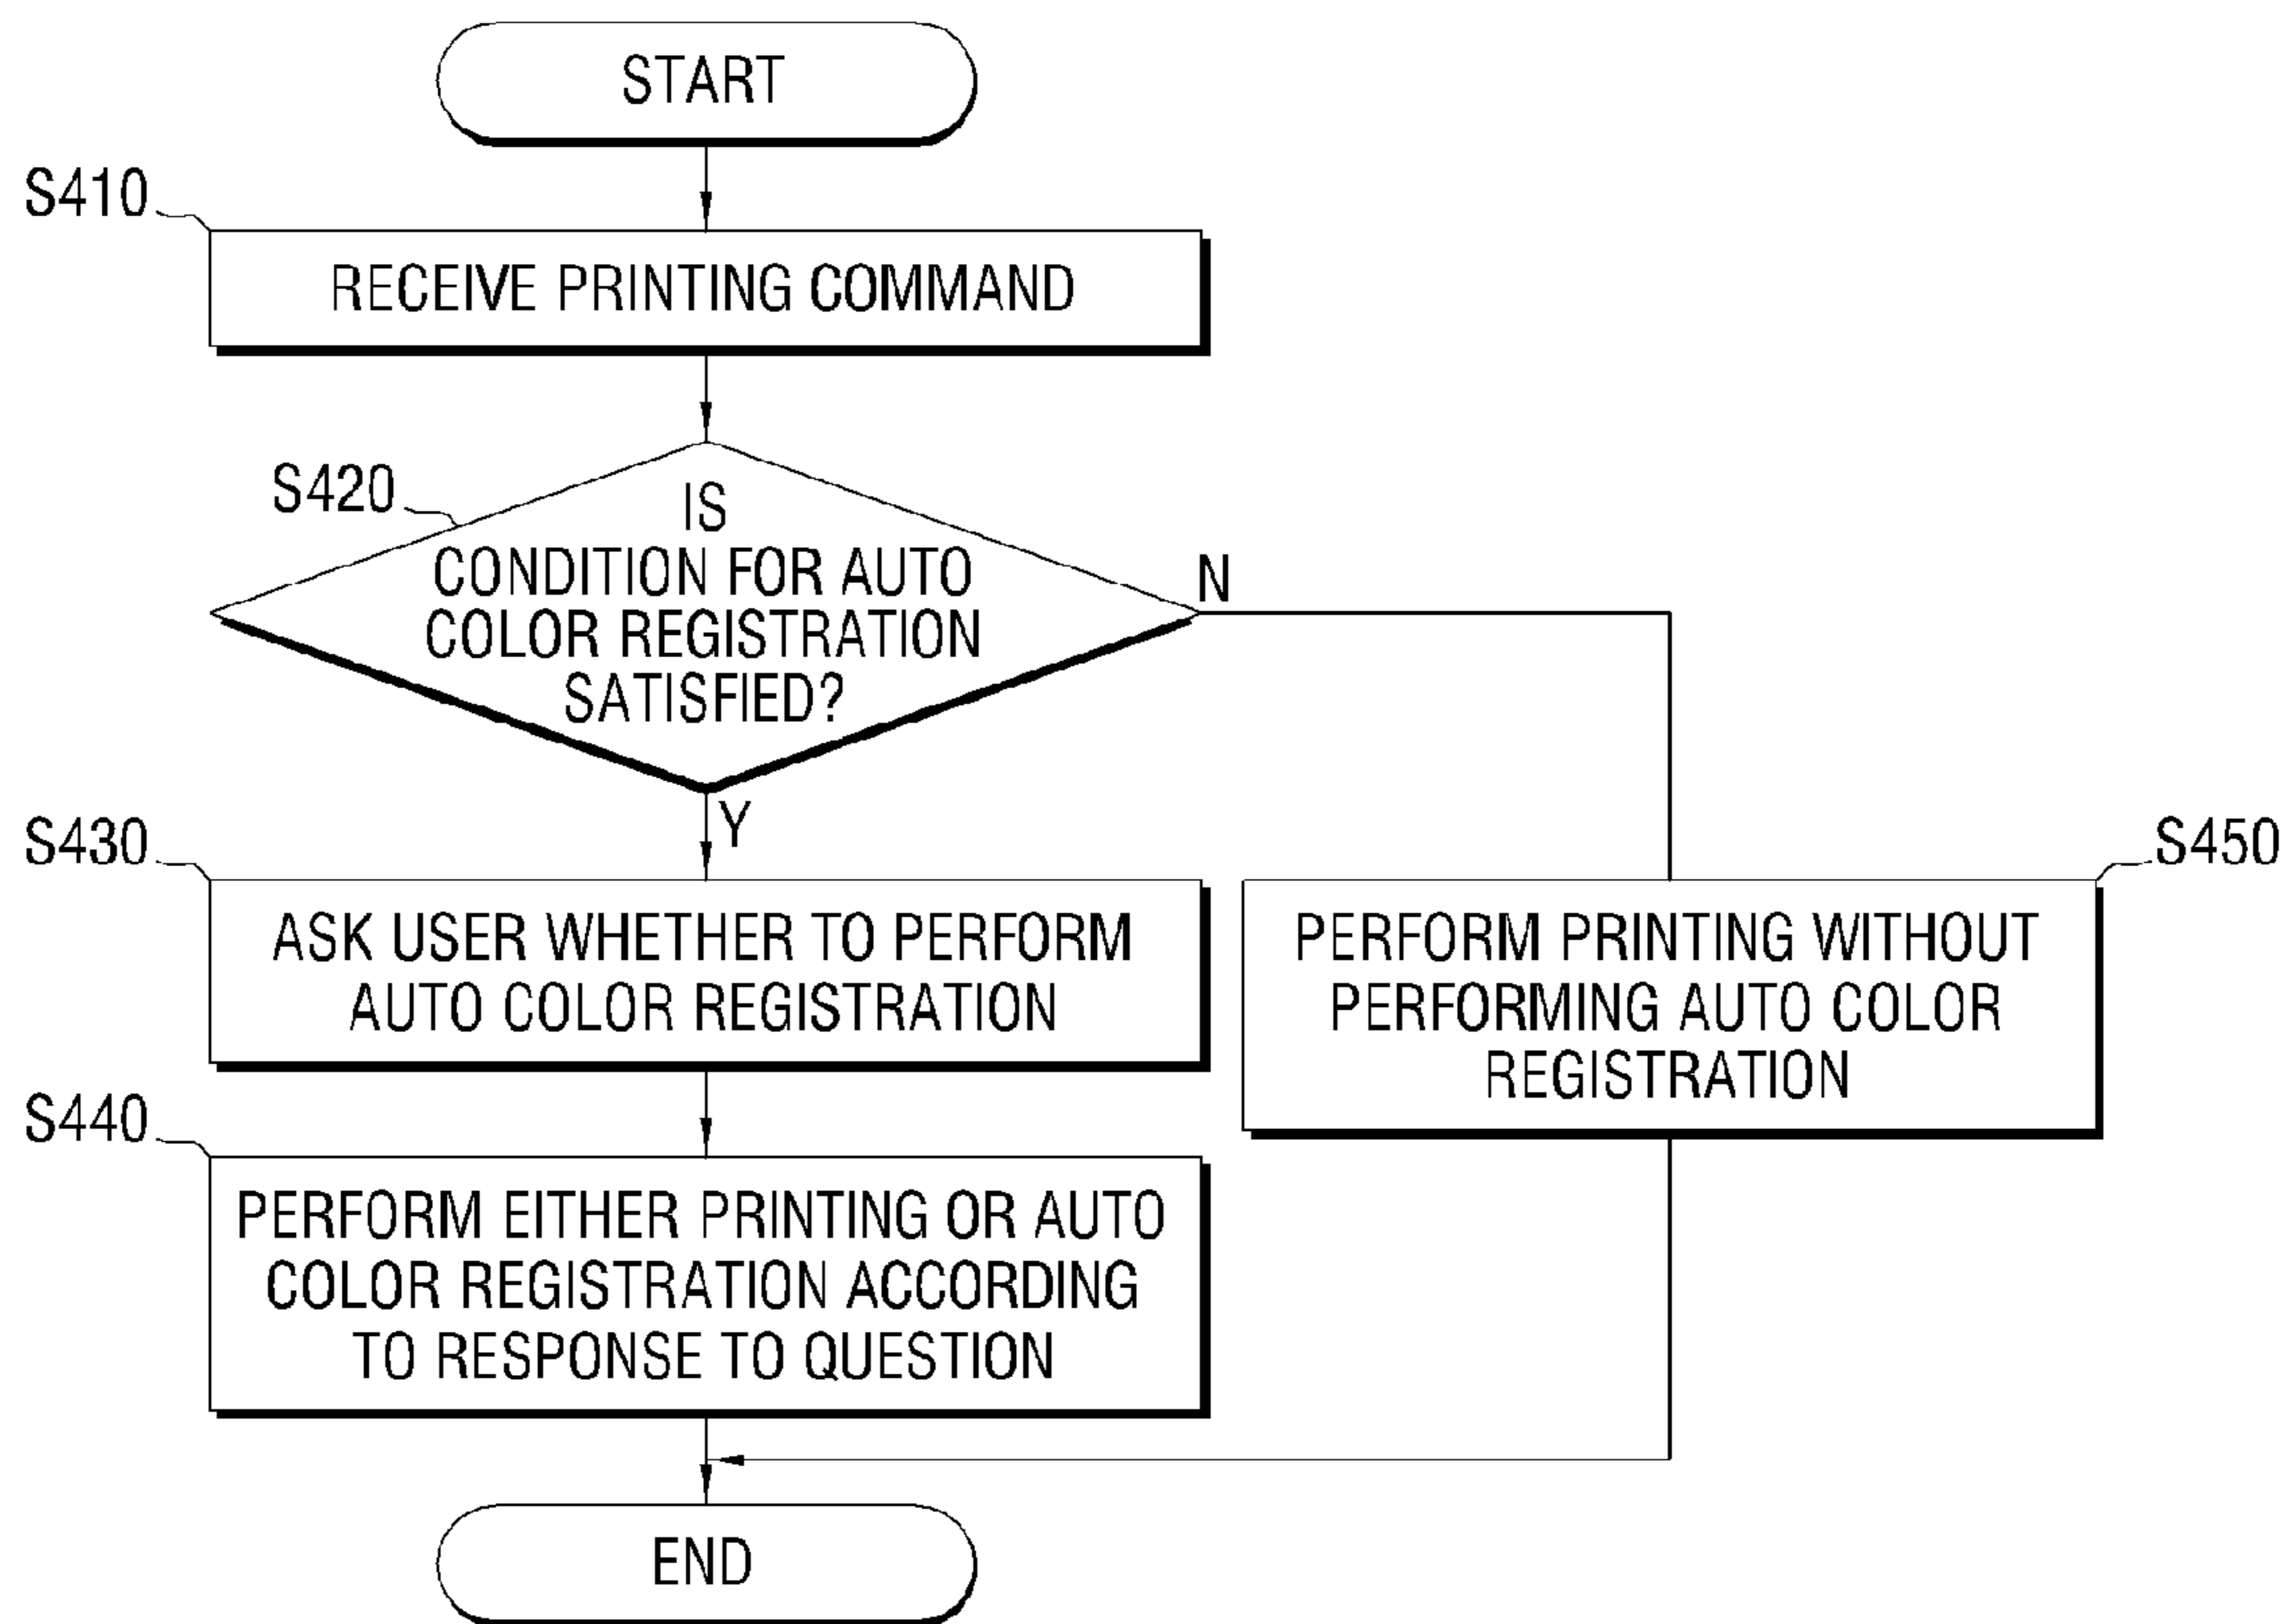 START
S410
RECEIVE PRINTING COMMAND
S420
IS
CONDITION FOR AUTO
COLOR REGISTRATION
SATISFIED?
N
Y
S430
ASK USER WHETHER TO PERFORM
AUTO COLOR REGISTRATION
S450
PERFORM PRINTING WITHOUT
PERFORMING AUTO COLOR
REGISTRATION
S440
PERFORM EITHER PRINTING OR AUTO
COLOR REGISTRATION ACCORDING
TO RESPONSE TO QUESTION
END